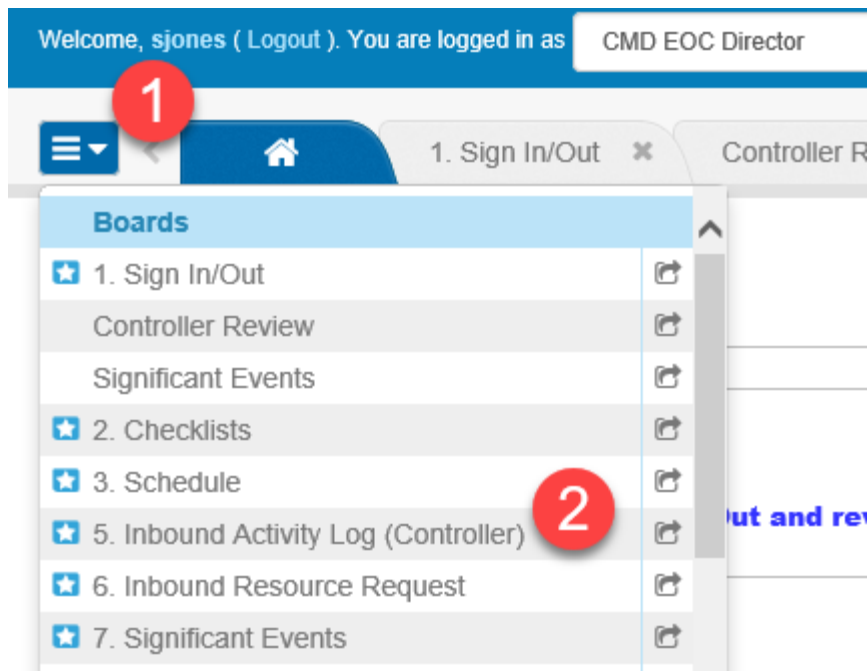 Welcome, sjones ( Logout ). You are logged in as CMD EOC Director
1
1. Sign In/Out Controller R
Boards
1. Sign In/Out
Controller Review
Significant Events
2. Checklists
3. Schedule
2
5. Inbound Activity Log (Controller)
ut and rev
6. Inbound Resource Request
7. Significant Events